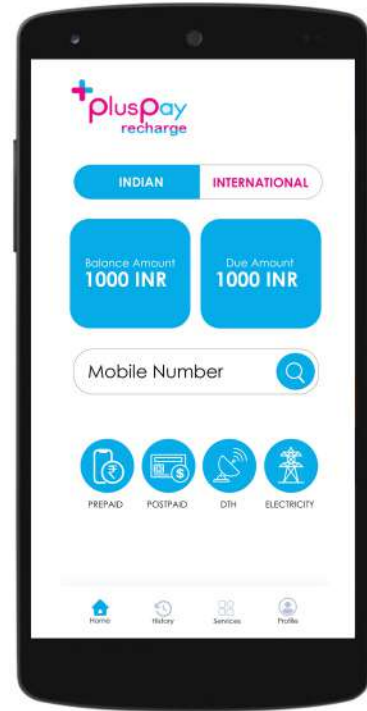 pluspay
recharge
INDIAN INTERNATIONAL
Balance Amount
1000 INR
Due Amount
1000 INR
Mobile Number
PREPAID POSTPAID DTH ELECTRICITY
Home History Services Profile